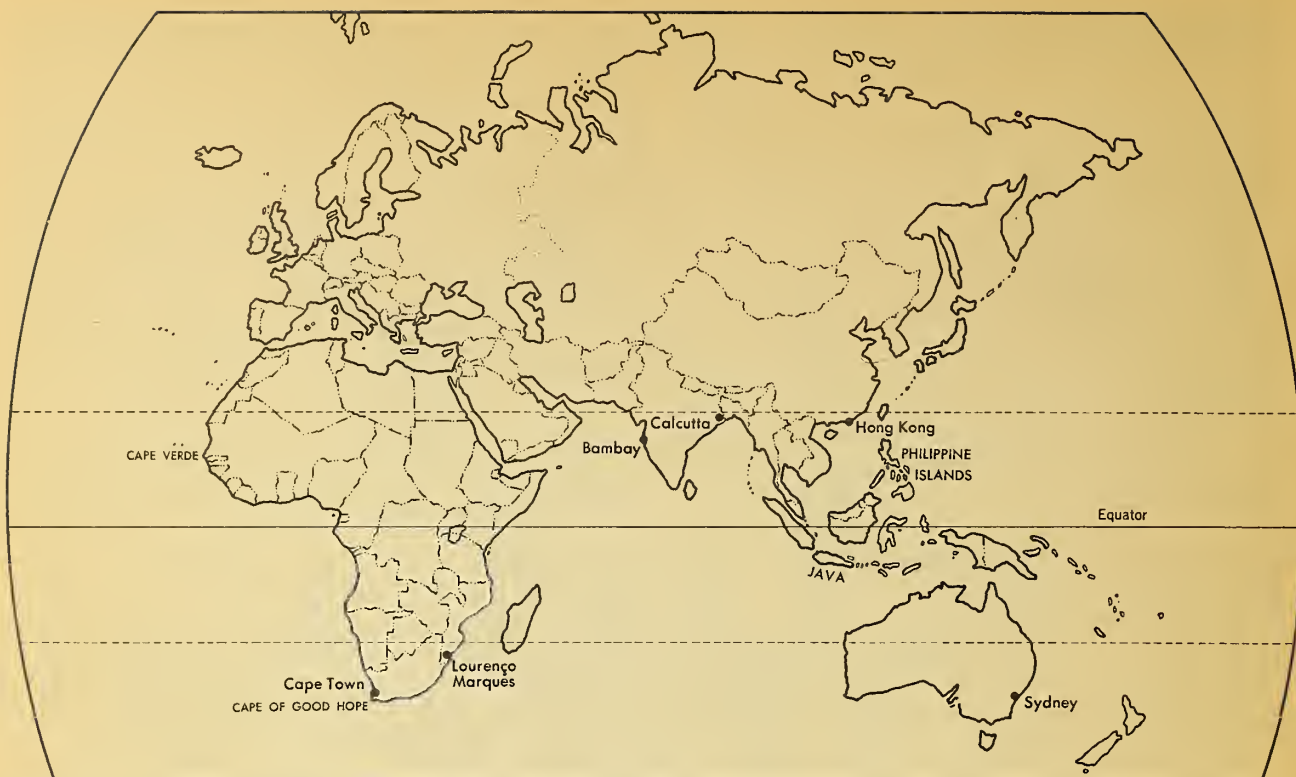 Calcutta
Hong Kong
Bambay
CAPE VERDE
PHILIPPINE
ISLANDS
Equator
JAVA
Lourenço
Marques
Cape Town
CAPE OF GOOD HOPE
Sydney